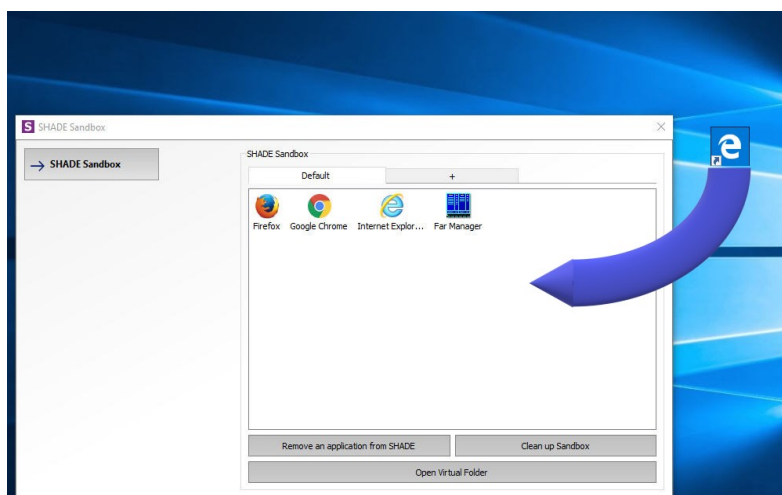 S SHADE Sandbox
→ SHADE Sandbox
SHADE Sandbox
Default +
Firefox Google Chrome Internet Explor... Far Manager
Remove an application from SHADE Clean up Sandbox
Open Virtual Folder